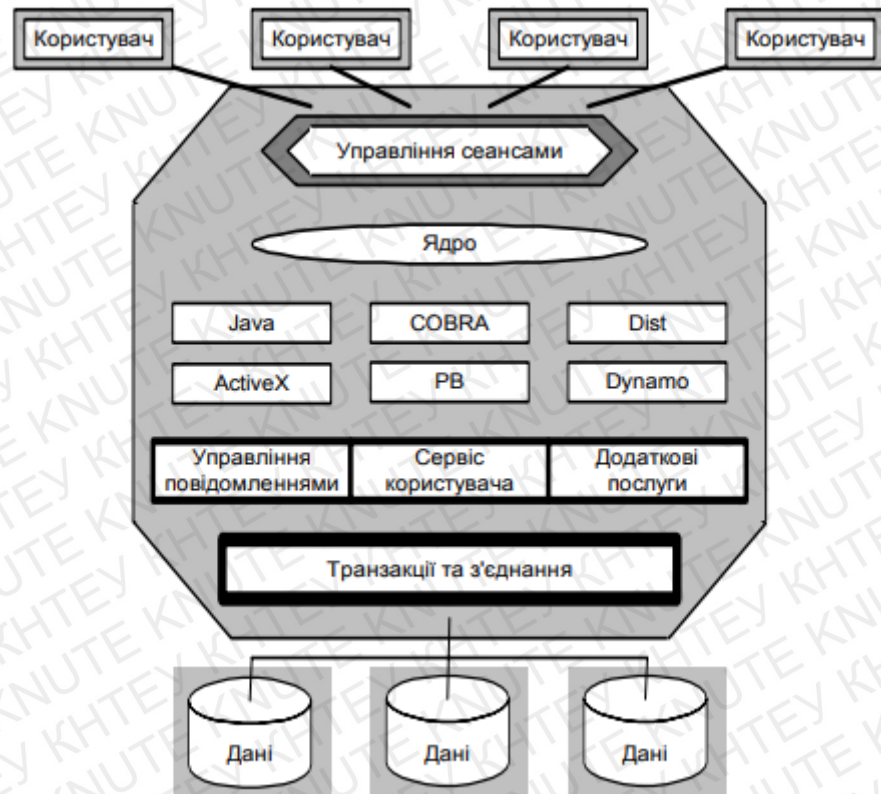 Користувач
Користувач
Користувач
Користувач
Управління сеансами
Ядро
Java
COBRA
Dist
ActiveX
PB
Dynamo
Управління
повідомленнями
Сервіс
користувача
Додаткові
послуги
Транзакції та з'єднання
Дані
Дані
Дані